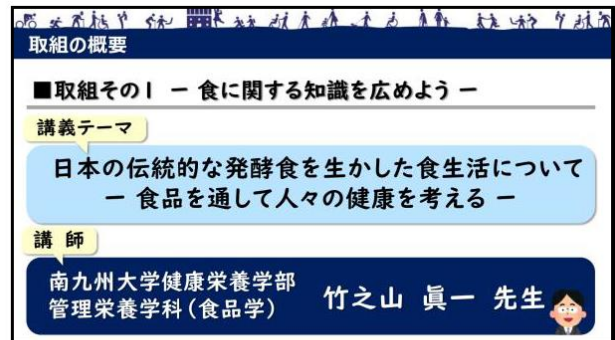 取組の概要
■取組その1 － 食に関する知識を広めよう －
講義テーマ
日本の伝統的な発酵食を生かした食生活について
－ 食品を通して人々の健康を考える －
講 師
南九州大学健康栄養学部
管理栄養学科（食品学） 竹之山 眞一 先生